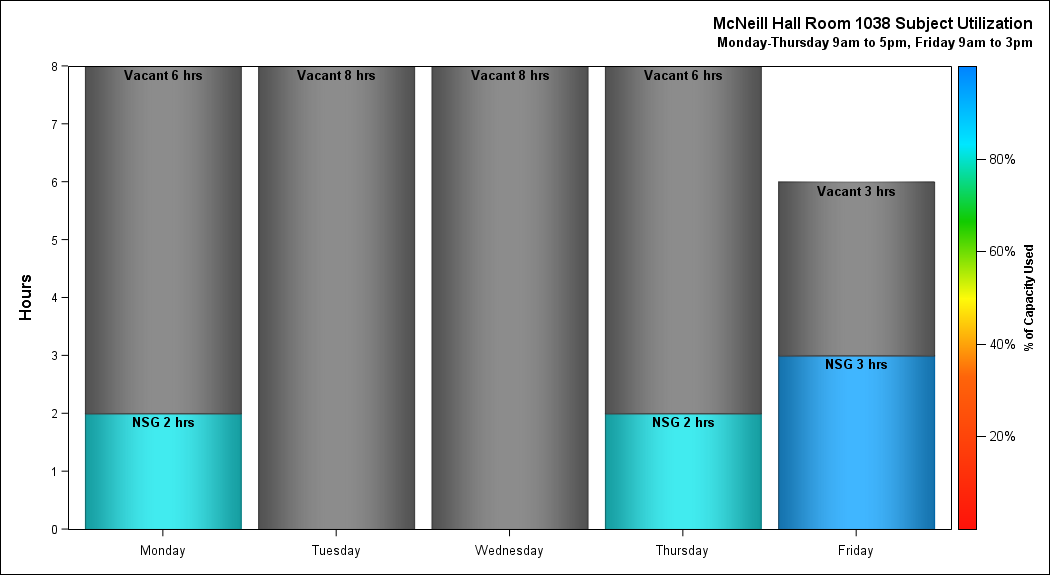 McNeill Hall Room 1038 Subject Utilization
Monday-Thursday 9am to 5pm, Friday 9am to 3pm
Hours
8
7
6
5
4
3
2
1
0
Vacant 6 hrs
NSG 2 hrs
Vacant 8 hrs
Vacant 8 hrs
Vacant 6 hrs
NSG 2 hrs
Vacant 3 hrs
NSG 3 hrs
Monday
Tuesday
Wednesday
Thursday
Friday
80%
60%
40%
20%
% of Capacity Used